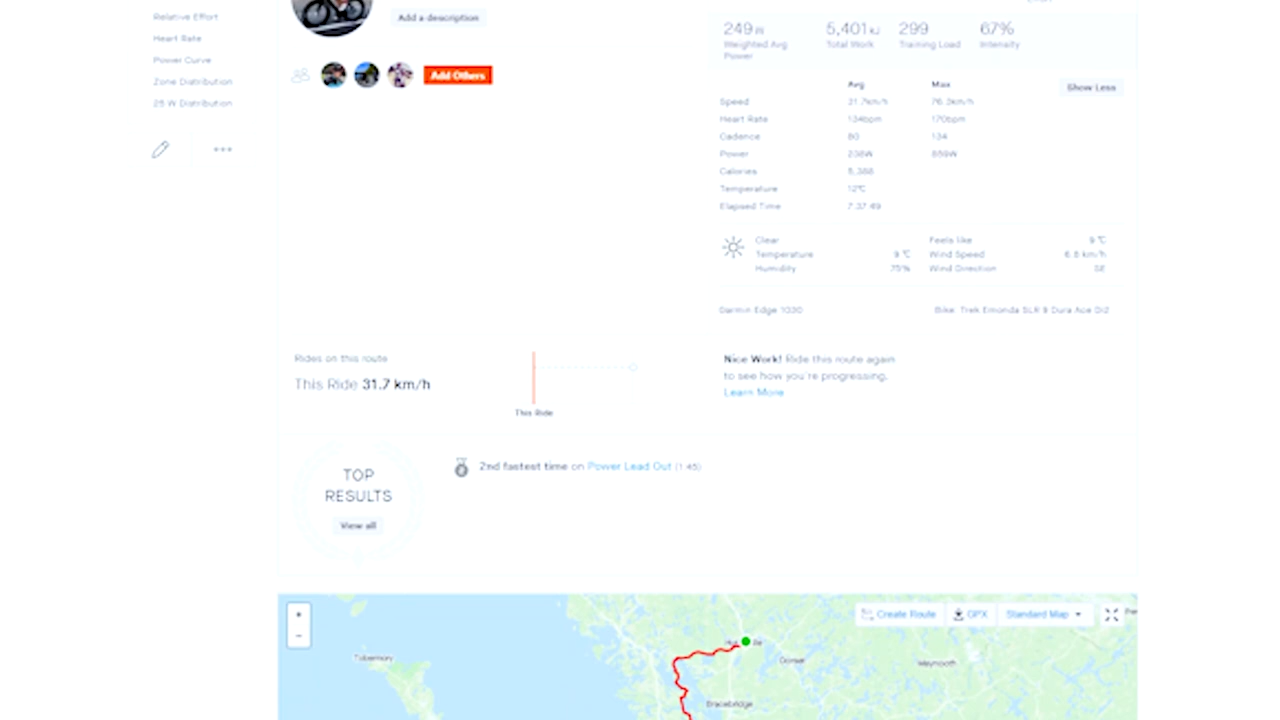 Relative Effort
Heart Rate
Power Curve
Zone Distribution
25 W Distribution
Add a description
Add Others
249 W 5,401 kJ 299 67%
Weighted Avg Power Total Work Training Load Intensity
Avg Max
Show Less
Speed 31.7km/h 76.3km/h
Heart Rate 134bpm 170bpm
Cadence 80 134
Power 238W 889W
Calories 5,388
Temperature 12℃
Elapsed Time 7:37:49
Clear Feels like 9 ℃
Temperature 9 ℃ Wind Speed 6.8 km/h
Humidity 75% Wind Direction
Garmin Edge 1030 Bike: Trek Emonda SLR 9 Dura Ace Di2
Rides on this route
This Ride 31.7 km/h
This Ride
Nice Work! Ride this route again
to see how you're progressing.
Learn More
TOP
RESULTS
View all
2nd fastest time on Power Lead Out (1:45)
+
−
Create Route GPX Standard Map
Tobermory
Dorset
Maynooth
Bracebridge